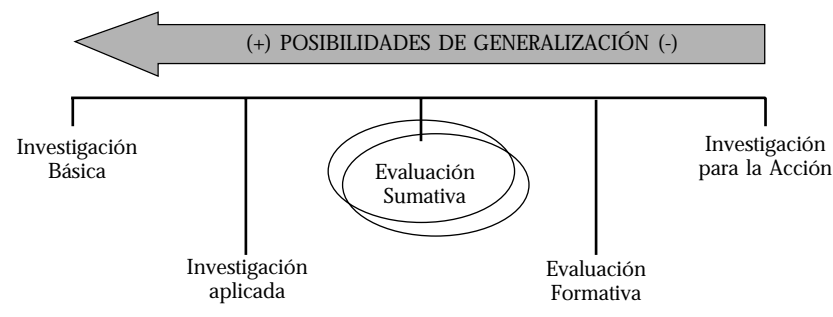 (+) POSIBILIDADES DE GENERALIZACIÓN (-)
Investigación
Básica
Evaluación
Sumativa
Investigación
para la Acción
Investigación
aplicada
Evaluación
Formativa